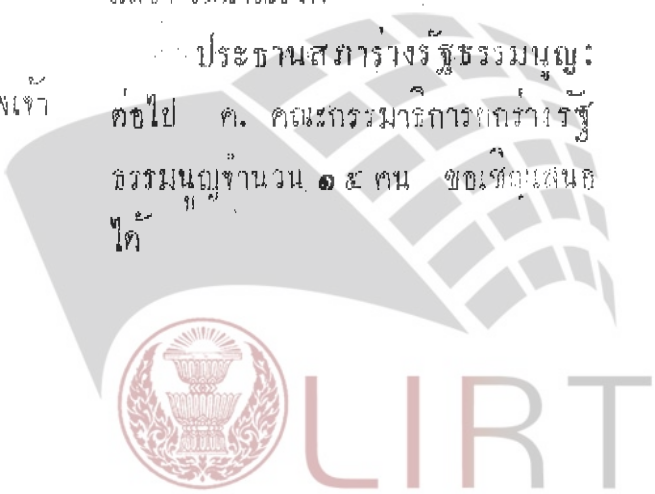 ประธานสภาร่างรัฐธรรมนูญ :
ต่อไป ค. คณะกรรมาธิการยกร่างรัฐ
ธรรมนูญจำนวน ๑๕ คน ขอเชิญเสนอ
ได้
LIRT